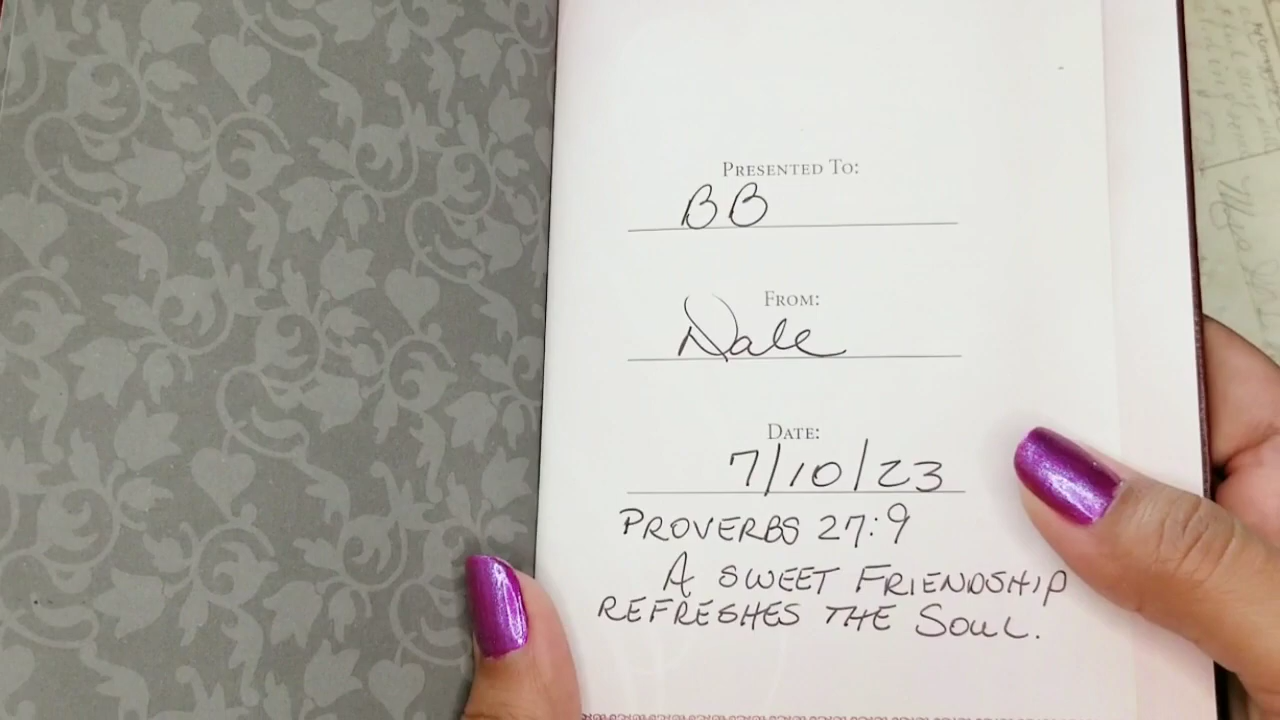 PRESENTED TO:
BB
FROM:
Dale
DATE:
7/10/23
PROVERBS 27:9
A SWEET FRIENDSHIP
REFRESHES THE SOUL.